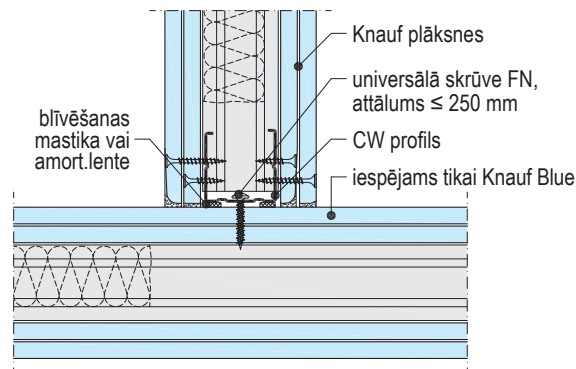 Knauf plāksnes
universālā skrūve FN,
attālums ≤ 250 mm
blīvēšanas
mastika vai
amort.lente
CW profils
iespējams tikai Knauf Blue